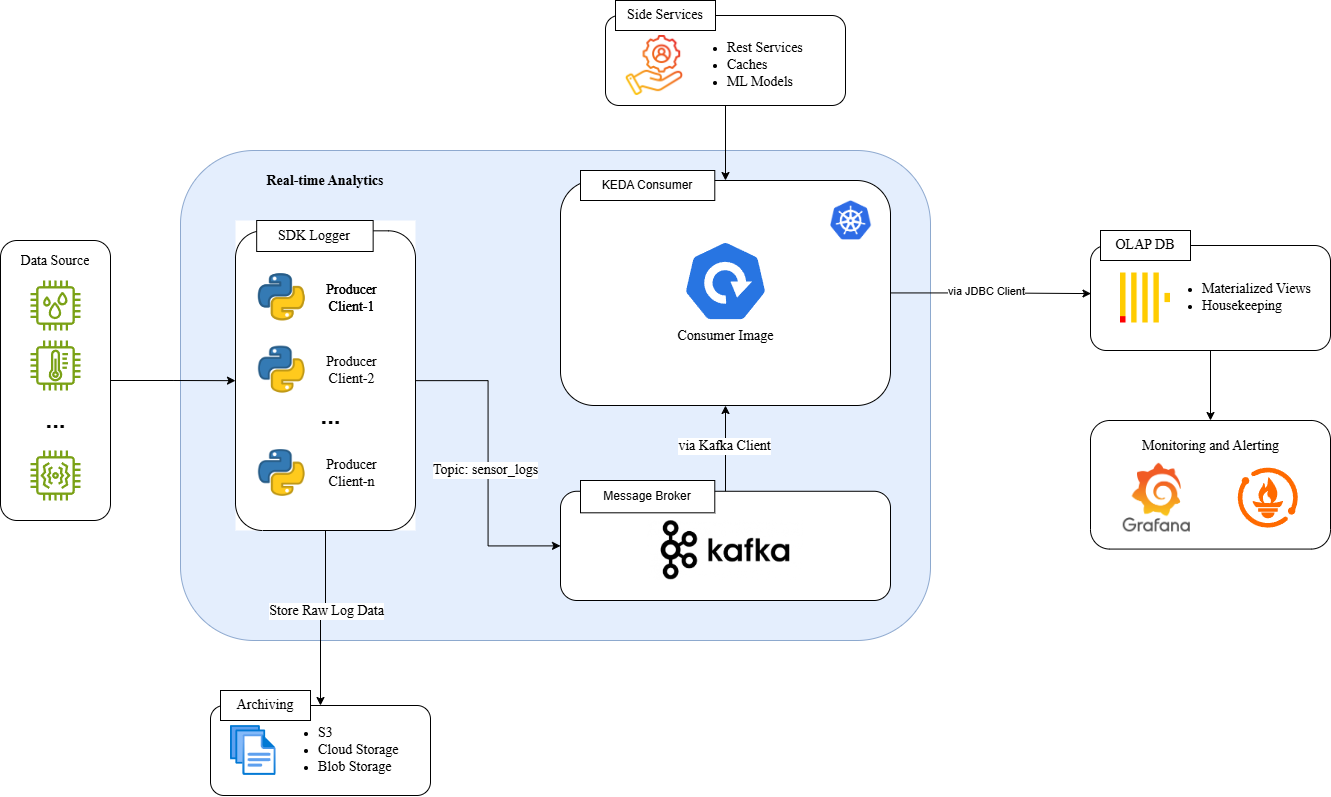 Side Services
Rest Services
Caches
ML Models
Real-time Analytics
KEDA Consumer
Consumer Image
SDK Logger
Producer
Client-1
Producer
Client-2
...
Producer
Client-n
Data Source
...
via JDBC Client
OLAP DB
Materialized Views
Housekeeping
via Kafka Client
Topic: sensor_logs
Message Broker
kafka
Monitoring and Alerting
Grafana
Store Raw Log Data
Archiving
S3
Cloud Storage
Blob Storage